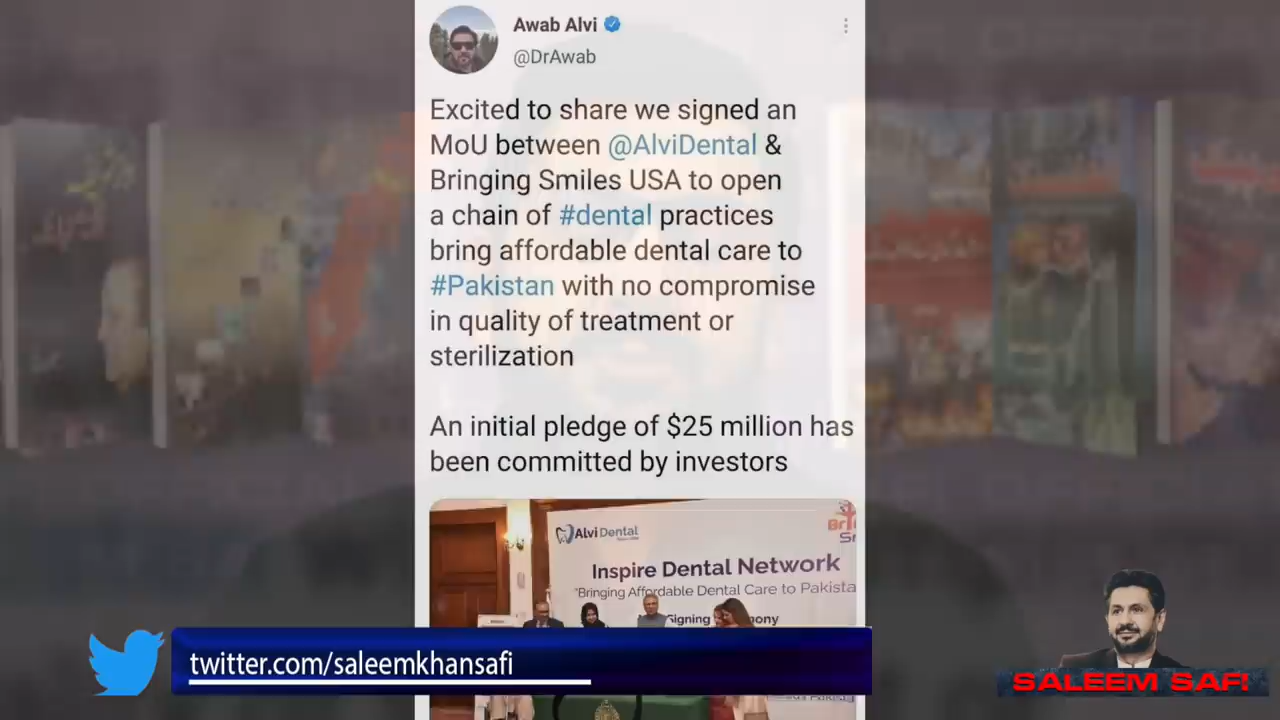 Awab Alvi
@DrAwab
Excited to share we signed an
MoU between @AlviDental &
Bringing Smiles USA to open
a chain of #dental practices
bring affordable dental care to
#Pakistan with no compromise
in quality of treatment or
sterilization
An initial pledge of $25 million has
been committed by investors
Alvi Dental
Inspire Dental Network
"Bringing Affordable Dental Care to Pakista
Signing
twitter.com/saleemkhansafi
SALEEM SAFI